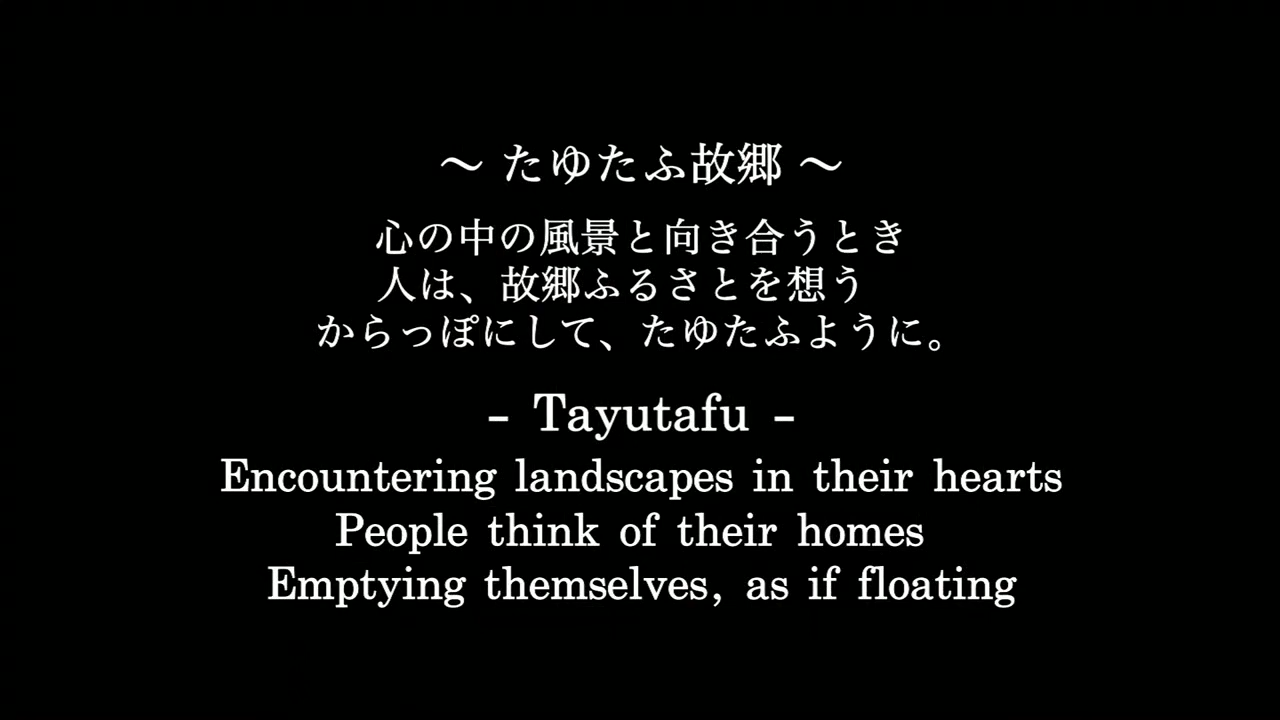 ～ たゆたふ故郷 ～
心の中の風景と向き合うとき
人は、故郷ふるさとを想う
からっぽにして、たゆたふように。
- Tayutafu -
Encountering landscapes in their hearts
People think of their homes
Emptying themselves, as if floating